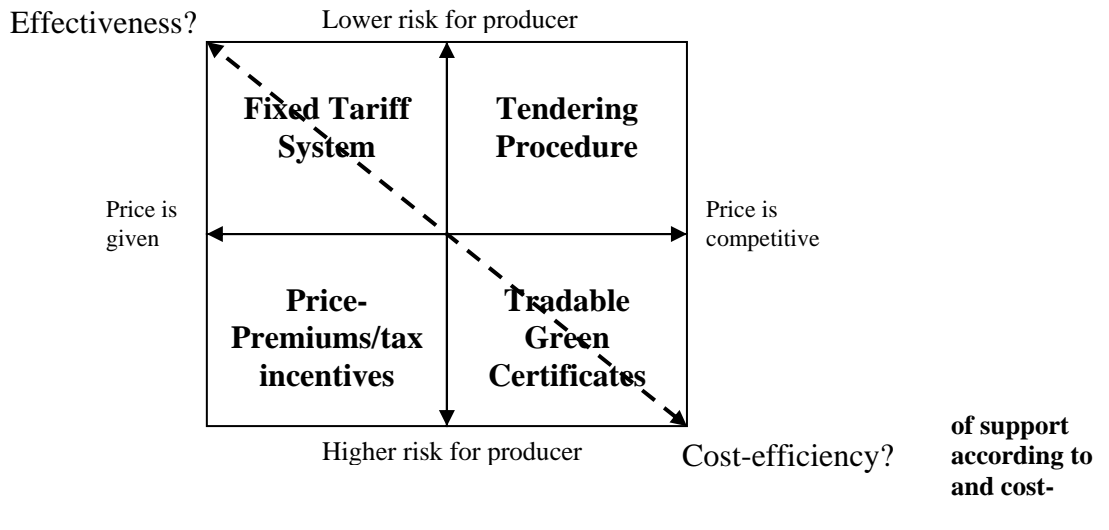 Effectiveness?
Lower risk for producer
Fixed Tariff
System
Tendering
Procedure
Price is
given
Price is
competitive
Price-
Premiums/tax
incentives
Tradable
Green
Certificates
Higher risk for producer
Cost-efficiency?
of support
according to
and cost-